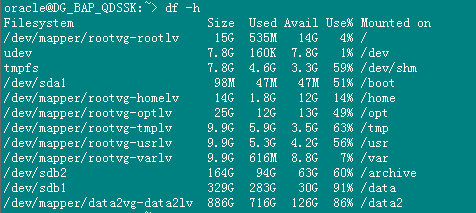 oracle@DG_BAP_QDSSK:~> df -h
Filesystem Size Used Avail Use% Mounted on
/dev/mapper/rootvg-rootlv 15G 535M 14G 4% /
udev 7.8G 160K 7.8G 1% /dev
tmpfs 7.8G 4.6G 3.3G 59% /dev/shm
/dev/sda1 98M 47M 47M 51% /boot
/dev/mapper/rootvg-homelv 14G 1.8G 12G 14% /home
/dev/mapper/rootvg-optlv 25G 12G 13G 49% /opt
/dev/mapper/rootvg-tmplv 9.9G 5.9G 3.5G 63% /tmp
/dev/mapper/rootvg-usrlv 9.9G 5.3G 4.2G 56% /usr
/dev/mapper/rootvg-varlv 9.9G 616M 8.8G 7% /var
/dev/sdb2 164G 94G 63G 60% /archive
/dev/sdb1 329G 283G 30G 91% /data
/dev/mapper/data2vg-data2lv 886G 716G 126G 86% /data2